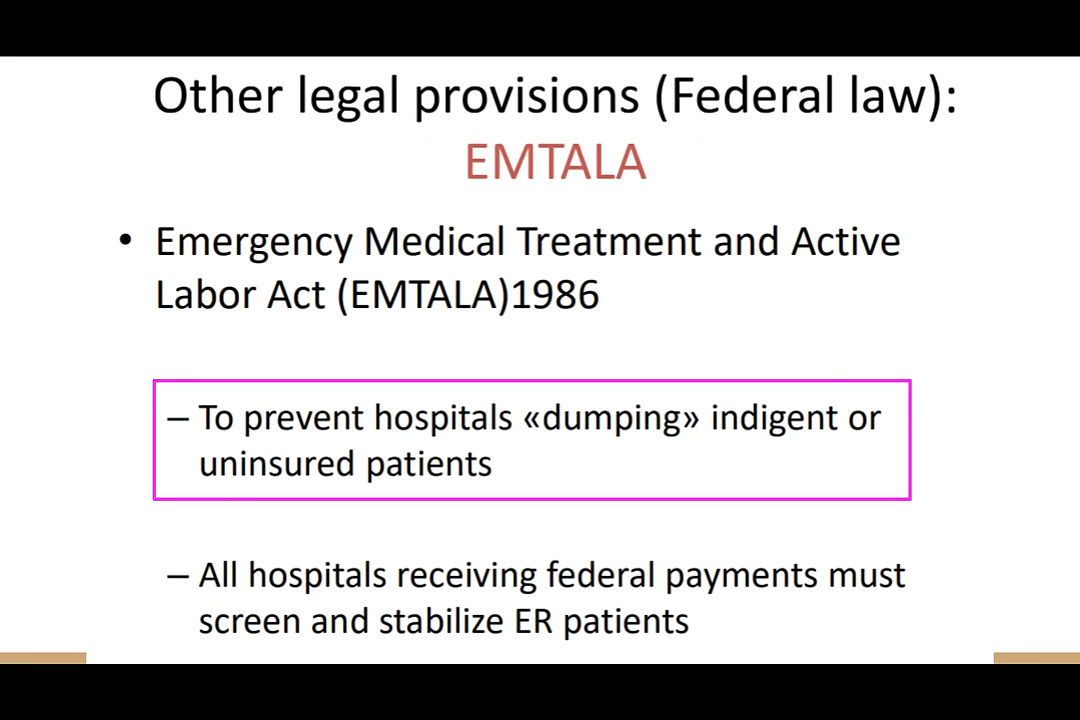 Other legal provisions (Federal law):
EMTALA
• Emergency Medical Treatment and Active
Labor Act (EMTALA)1986
– To prevent hospitals «dumping» indigent or
uninsured patients
– All hospitals receiving federal payments must
screen and stabilize ER patients